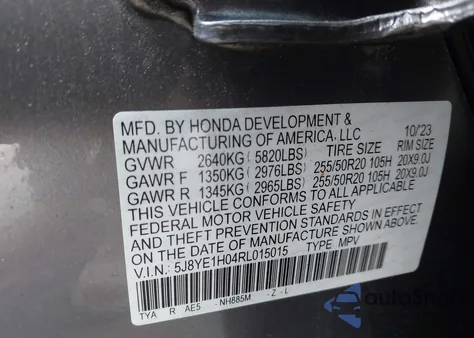 MFD. BY HONDA DEVELOPMENT &
MANUFACTURING OF AMERICA, LLC 10/23
GVWR 2640KG (5820LBS) TIRE SIZE RIM SIZE
GAWR F 1350KG (2976LBS) 255/50R20 105H 20X9.0J
GAWR R 1345KG (2965LBS) 255/50R20 105H 20X9.0J
THIS VEHICLE CONFORMS TO ALL APPLICABLE
FEDERAL MOTOR VEHICLE SAFETY
AND THEFT PREVENTION STANDARDS IN EFFECT
ON THE DATE OF MANUFACTURE SHOWN ABOVE.
V.I.N.: 5J8YE1H04RL015015 TYPE MPV
TYA R AE5 NH885M -Z-L